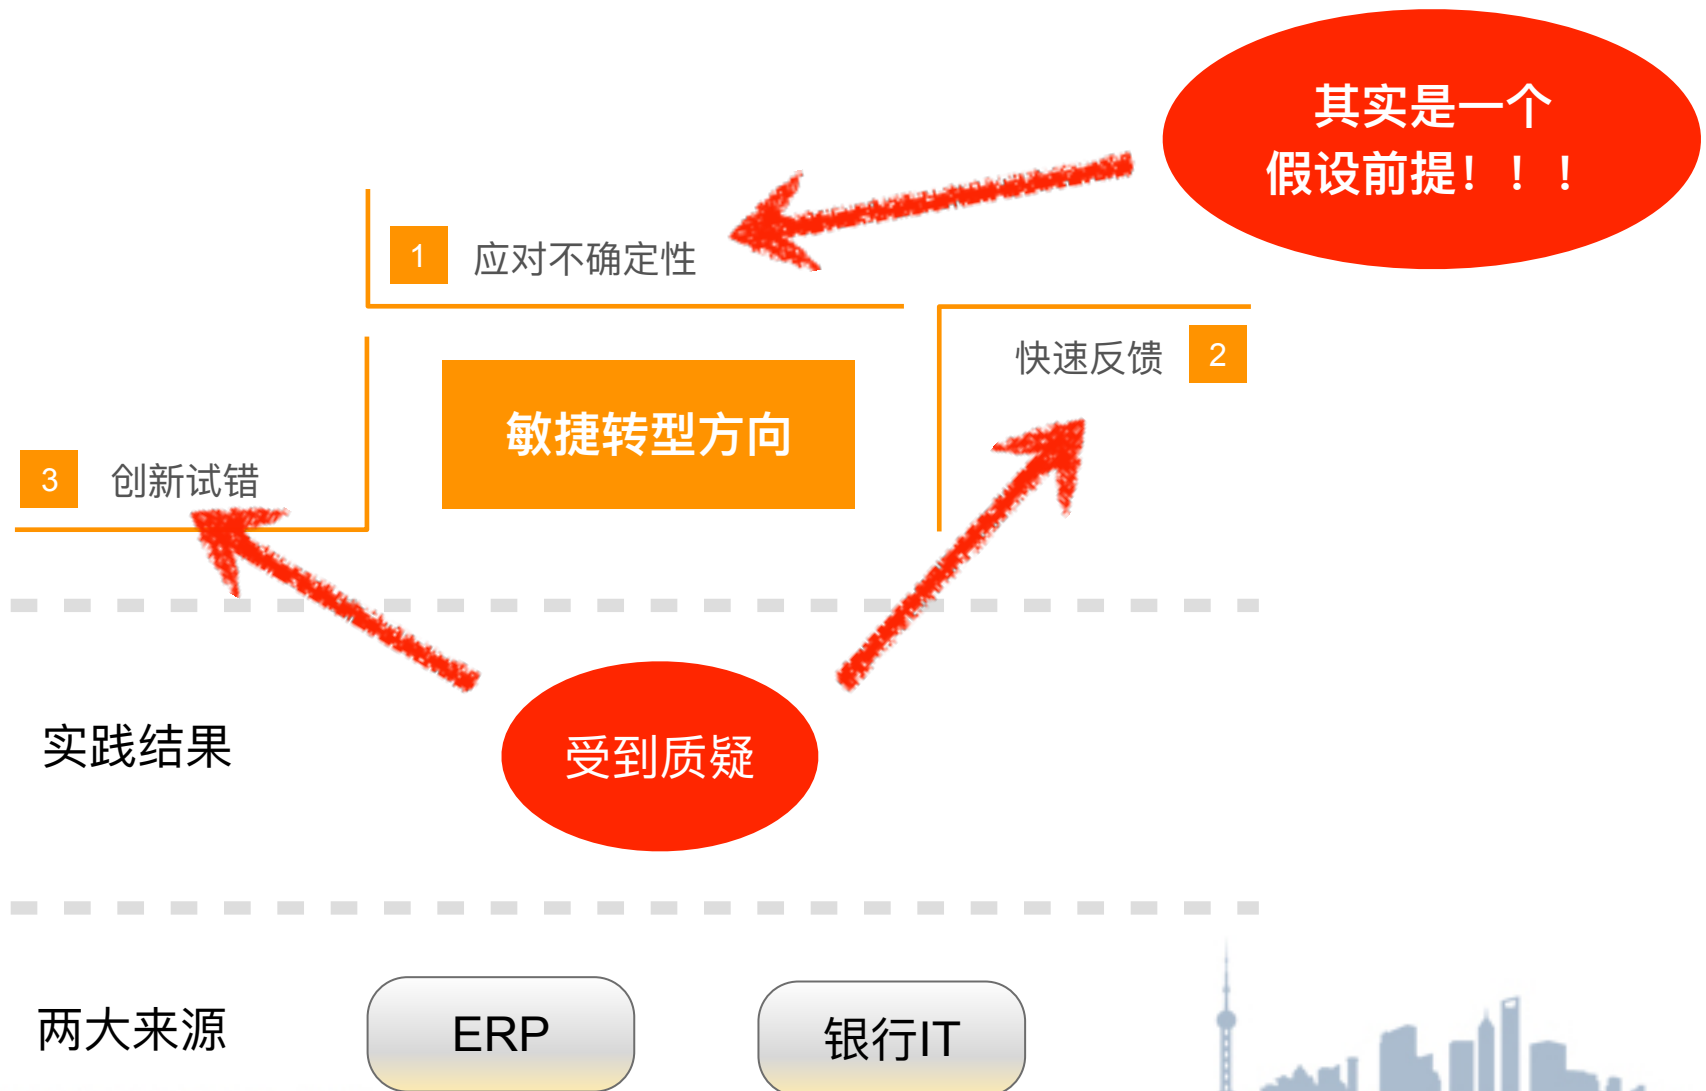 其实是一个
假设前提！！！
1 应对不确定性
快速反馈 2
敏捷转型方向
3 创新试错
实践结果
受到质疑
两大来源
ERP
银行IT